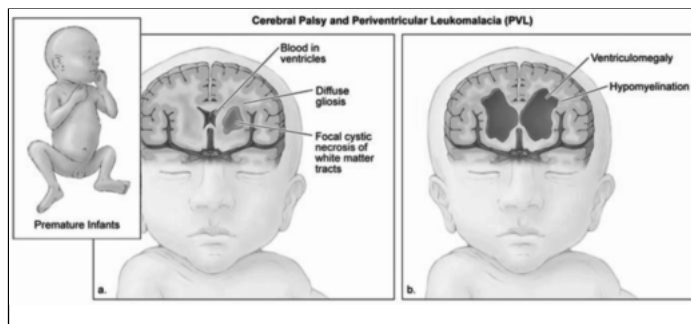 Cerebral Palsy and Periventricular Leukomalacia (PVL)
Blood in
ventricles
Diffuse
gliosis
Focal cystic
necrosis of
white matter
tracts
Premature Infants
a.
Ventriculomegaly
Hypomyelination
b.